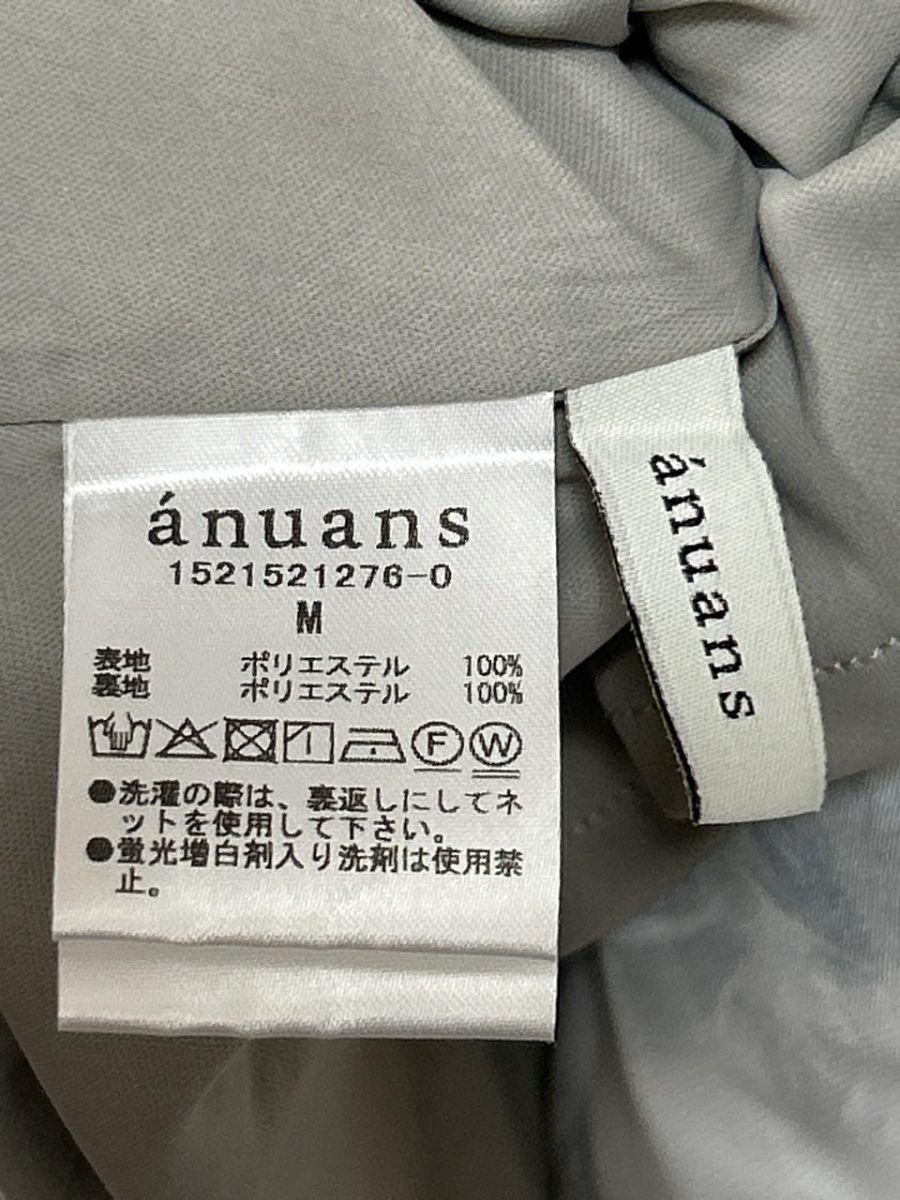 ánuans
1521521276-0
M
表地 ポリエステル 100%
裏地 ポリエステル 100%
F W
●洗濯の際は、裏返しにしてネ
ットを使用して下さい。
●蛍光増白剤入り洗剤は使用禁
止。
ánuans